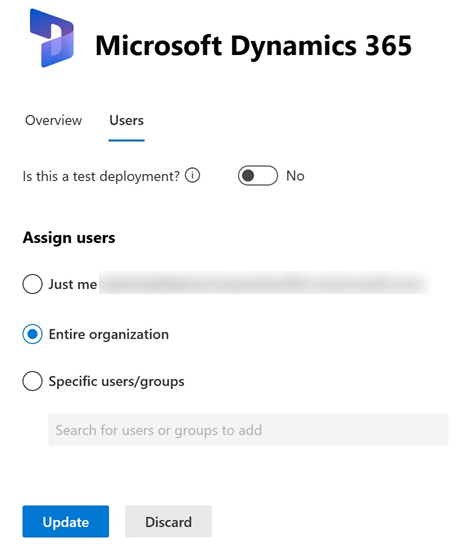 Microsoft Dynamics 365
Overview Users
Is this a test deployment? No
Assign users
Just me
Entire organization
Specific users/groups
Search for users or groups to add
Update Discard